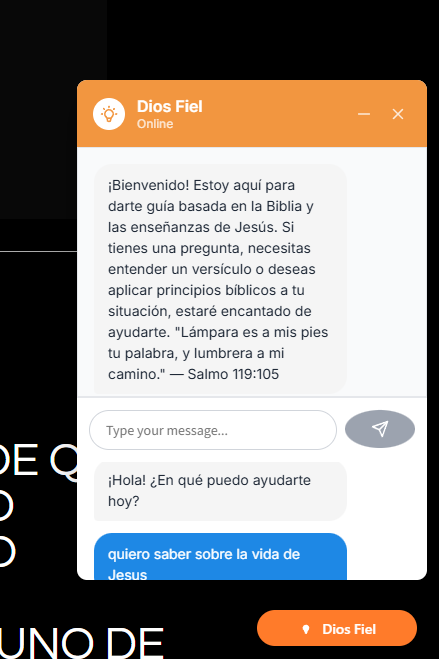 Dios Fiel
Online
¡Bienvenido! Estoy aquí para
darte guía basada en la Biblia y
las enseñanzas de Jesús. Si
tienes una pregunta, necesitas
entender un versículo o deseas
aplicar principios bíblicos a tu
situación, estaré encantado de
ayudarte. "Lámpara es a mis pies
tu palabra, y lumbrera a mi
camino." — Salmo 119:105
Type your message...
¡Hola! ¿En qué puedo ayudarte
hoy?
quiero saber sobre la vida de
Jesus
DE Q
O
O
UNO DE
Dios Fiel